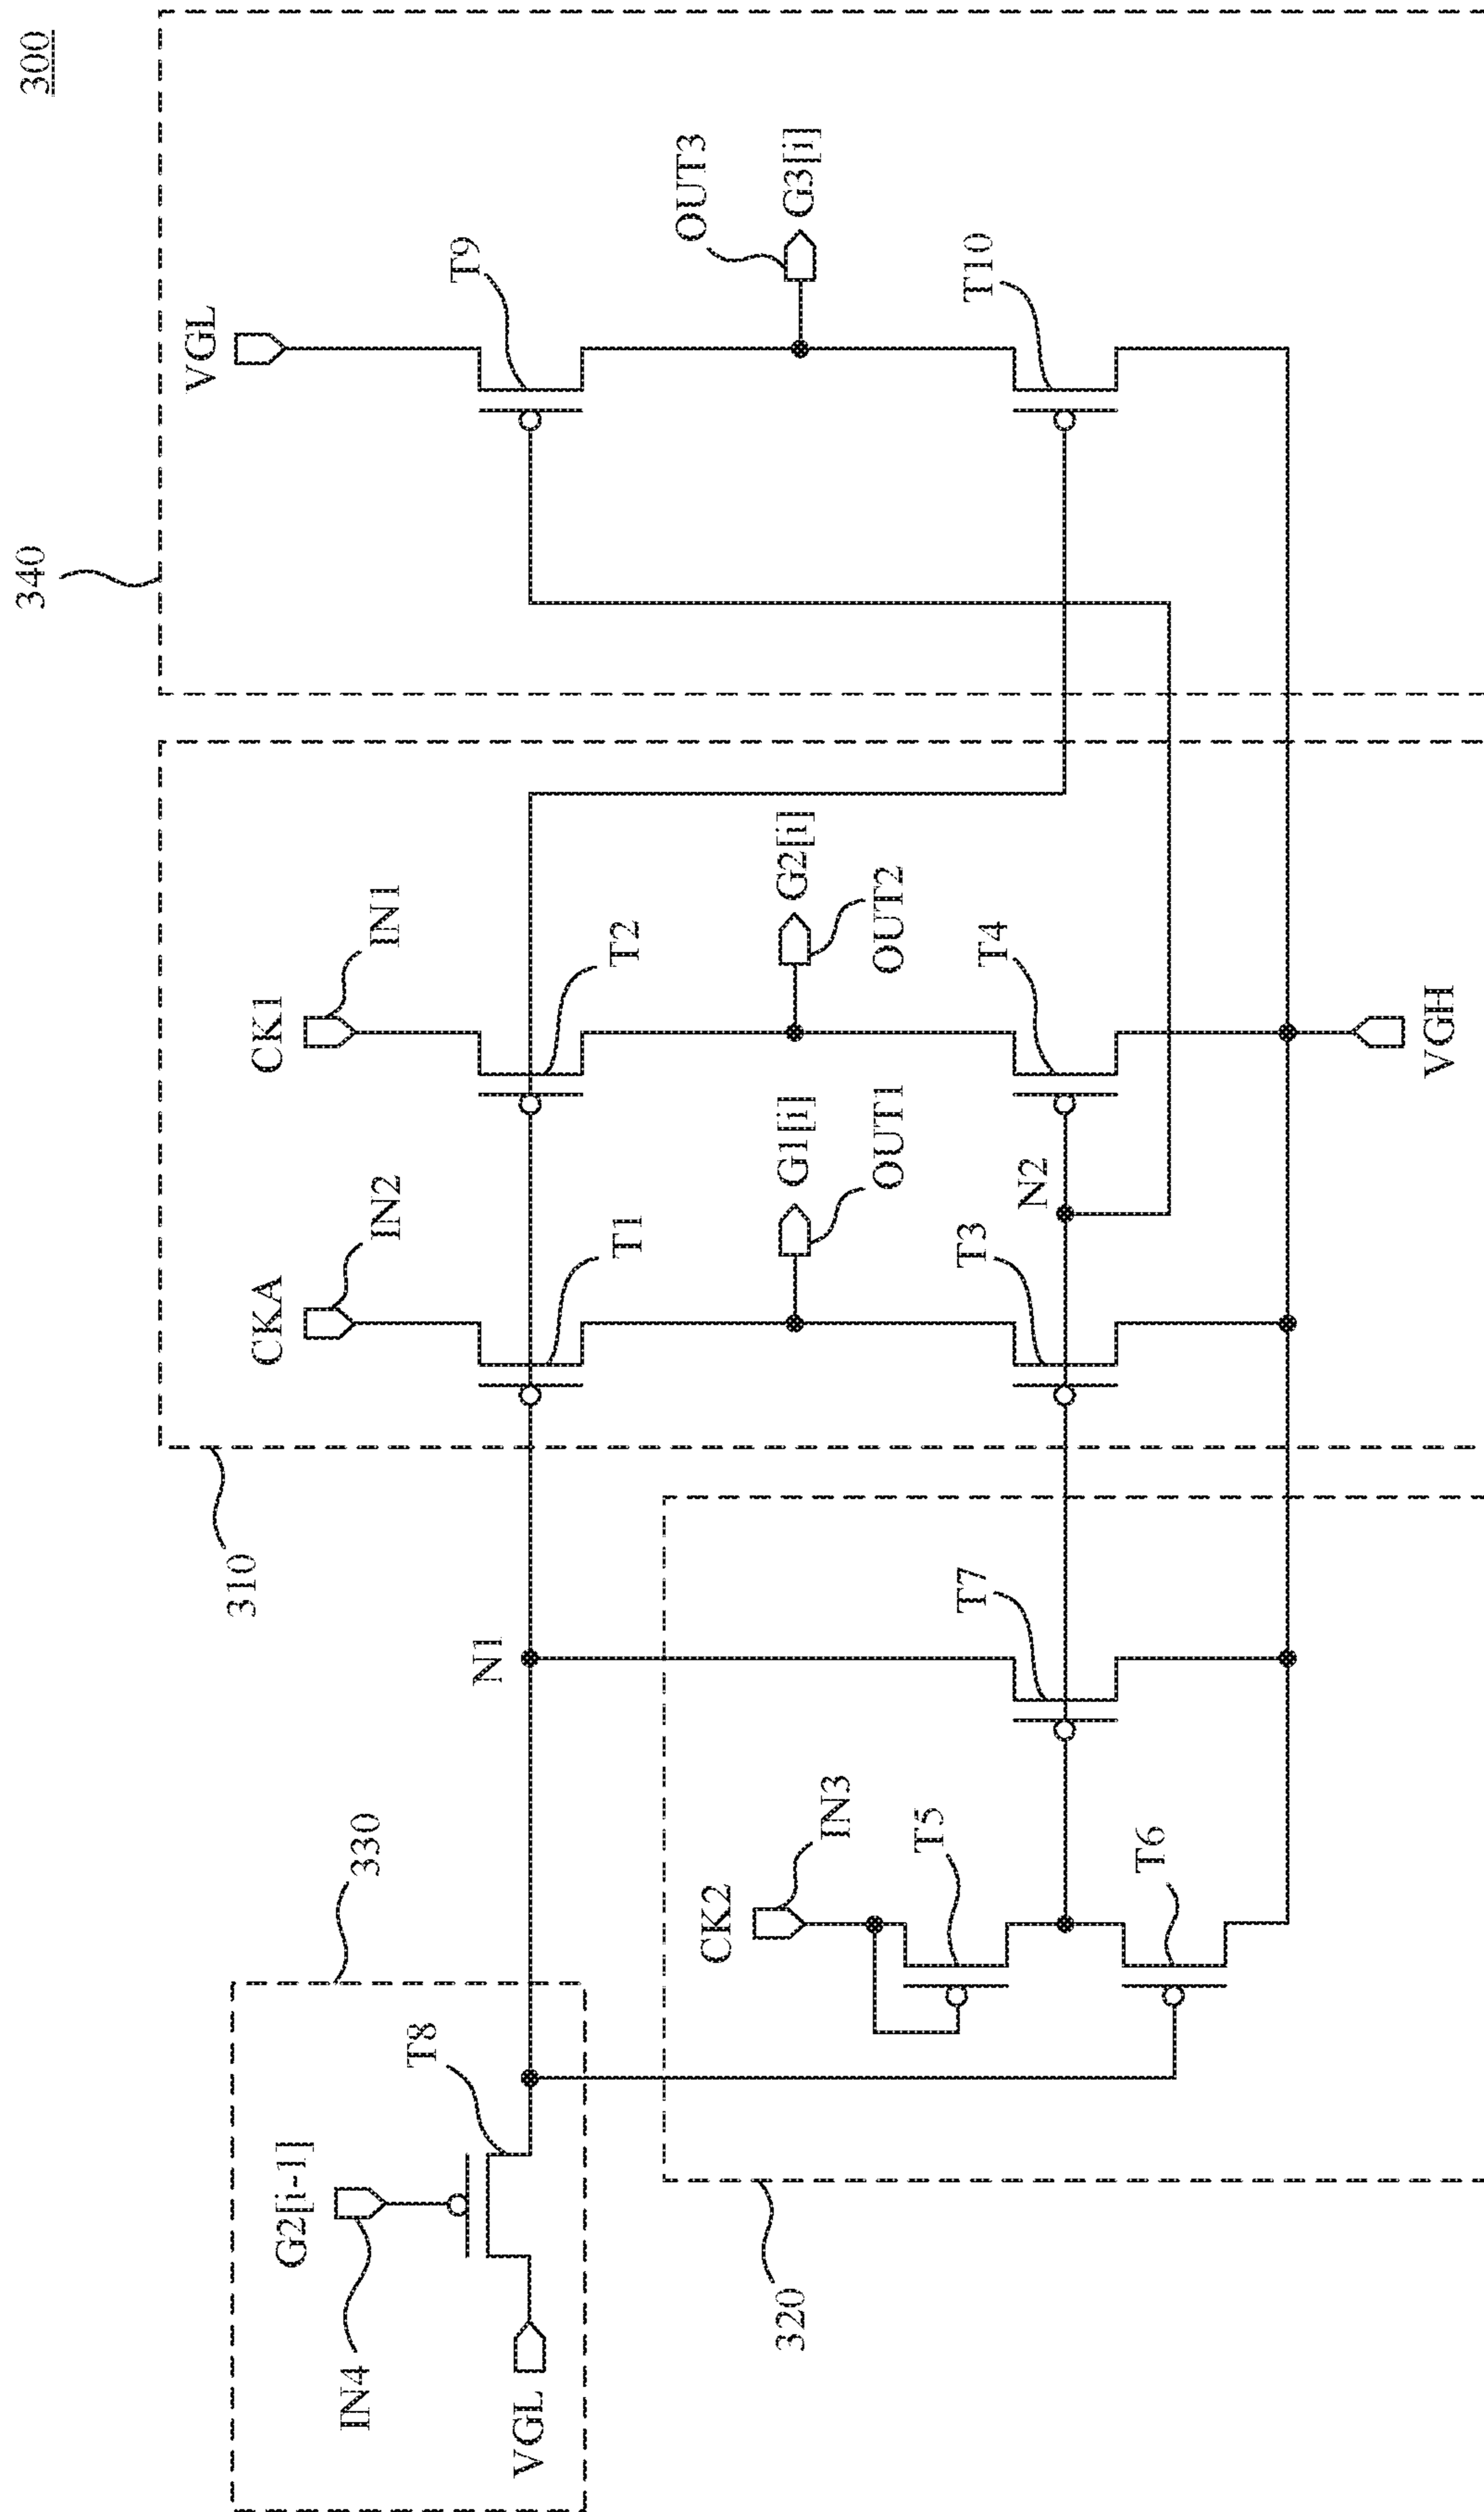 300
340
VGL
T9
OUT3
G3[i]
T10
310
CK1
IN1
T2
G2[i]
OUT2
T4
CKA
IN2
T1
G1[i]
OUT1
T3
N2
VGH
N1
T7
330
CK2
IN3
T5
T6
T8
G2[i-1]
IN4
VGL
320